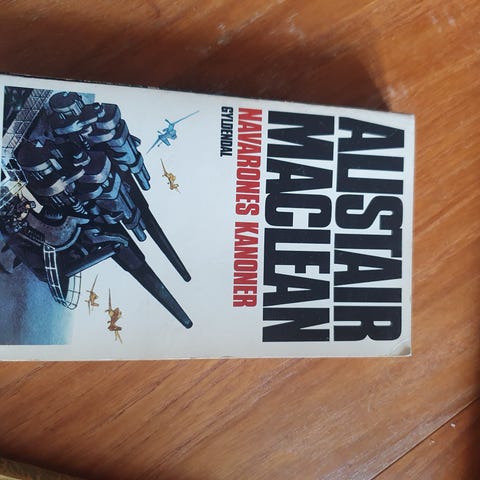 ALISTAIR
MACLEAN
NAVARONES KANONER
GYLDENDAL